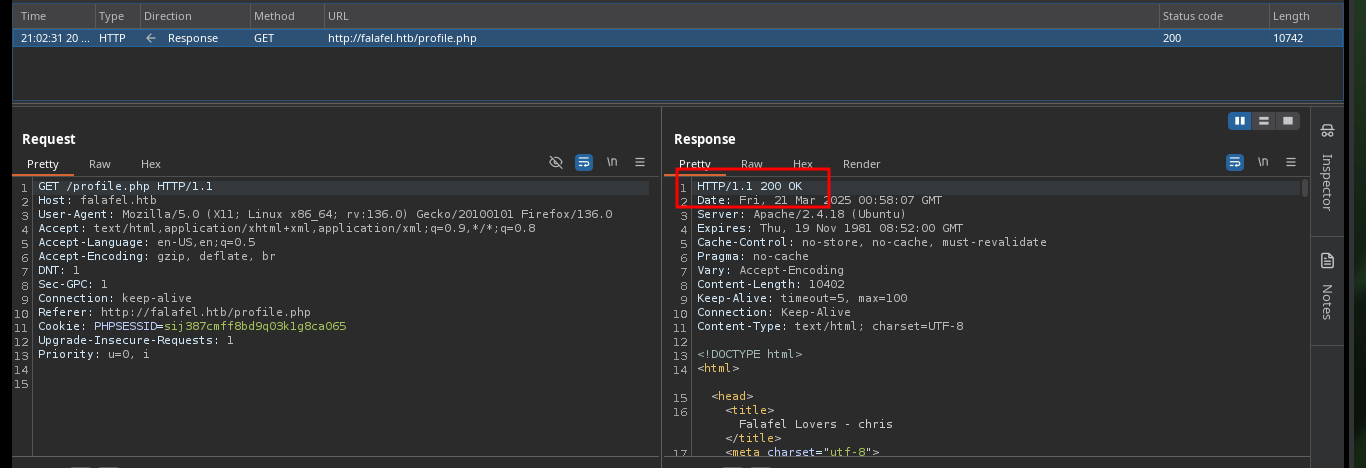 Time Type Direction Method URL Status code Length
21:02:31 20 ... HTTP Response GET http://falafel.htb/profile.php 200 10742
Request
Pretty Raw Hex \n
1 GET /profile.php HTTP/1.1
2 Host: falafel.htb
3 User-Agent: Mozilla/5.0 (X11; Linux x86_64; rv:136.0) Gecko/20100101 Firefox/136.0
4 Accept: text/html,application/xhtml+xml,application/xml;q=0.9,*/*;q=0.8
5 Accept-Language: en-US,en;q=0.5
6 Accept-Encoding: gzip, deflate, br
7 DNT: 1
8 Sec-GPC: 1
9 Connection: keep-alive
10 Referer: http://falafel.htb/profile.php
11 Cookie: PHPSESSID=sij387cmff8bd9q03k1g8ca065
12 Upgrade-Insecure-Requests: 1
13 Priority: u=0, i
14
15
Response
Pretty Raw Hex Render \n
1 HTTP/1.1 200 OK
2 Date: Fri, 21 Mar 2025 00:58:07 GMT
3 Server: Apache/2.4.18 (Ubuntu)
4 Expires: Thu, 19 Nov 1981 08:52:00 GMT
5 Cache-Control: no-store, no-cache, must-revalidate
6 Pragma: no-cache
7 Vary: Accept-Encoding
8 Content-Length: 10402
9 Keep-Alive: timeout=5, max=100
10 Connection: Keep-Alive
11 Content-Type: text/html; charset=UTF-8
12
13 <!DOCTYPE html>
14 <html>
15 <head>
16 <title>
Falafel Lovers - chris
</title>
17 <meta charset="utf-8">
Inspector
Notes